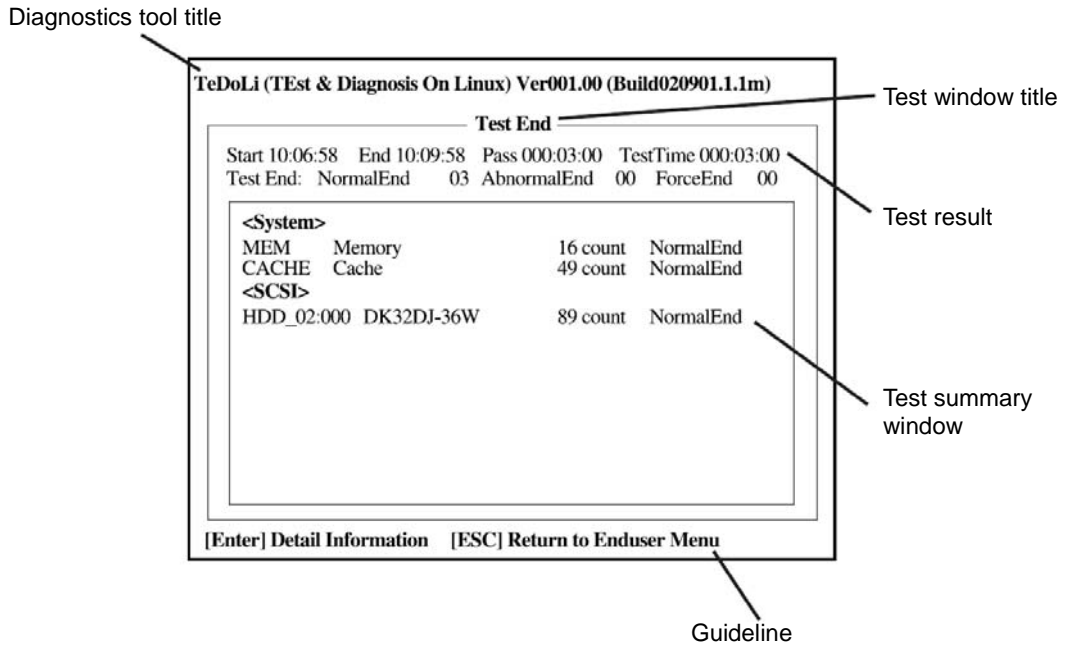 Diagnostics tool title
TeDoLi (TEst & Diagnosis On Linux) Ver001.00 (Build020901.1.1m)
Test window title
Test End
Start 10:06:58 End 10:09:58 Pass 000:03:00 TestTime 000:03:00
Test End: NormalEnd 03 AbnormalEnd 00 ForceEnd 00
Test result
<System>
MEM Memory 16 count NormalEnd
CACHE Cache 49 count NormalEnd
<SCSI>
HDD_02:000 DK32DJ-36W 89 count NormalEnd
Test summary
window
[Enter] Detail Information [ESC] Return to Enduser Menu
Guideline